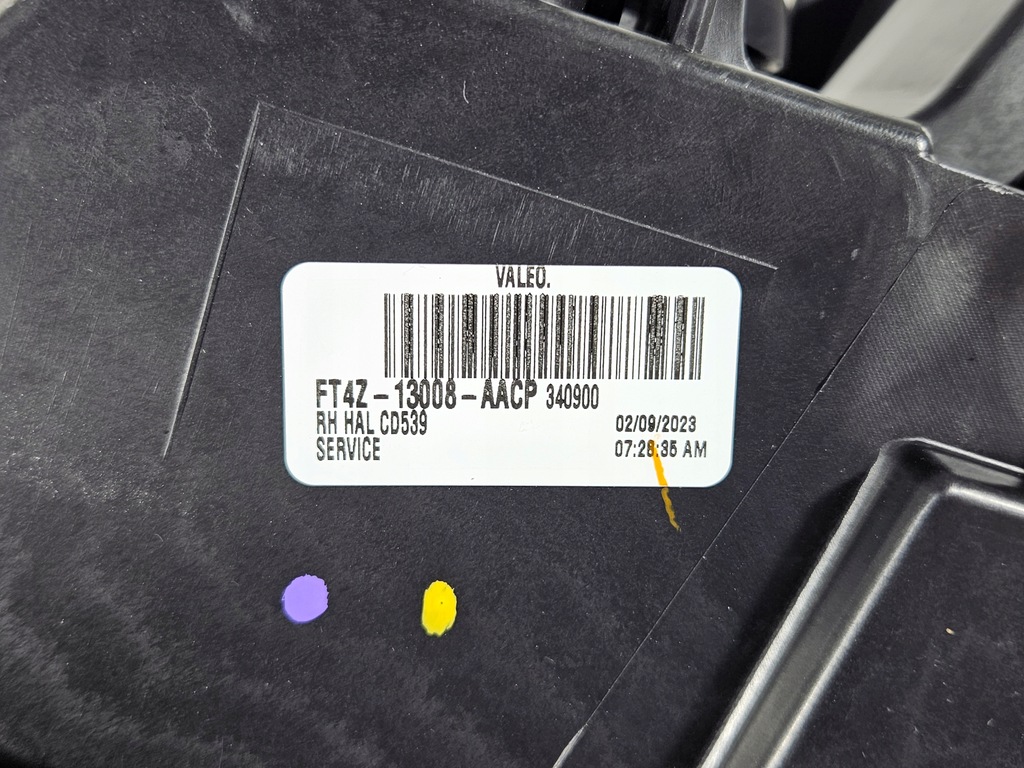 VALEO.
FT4Z-13008-AACP 340900
RH HAL CD539
02/09/2023
SERVICE
07:28:35 AM